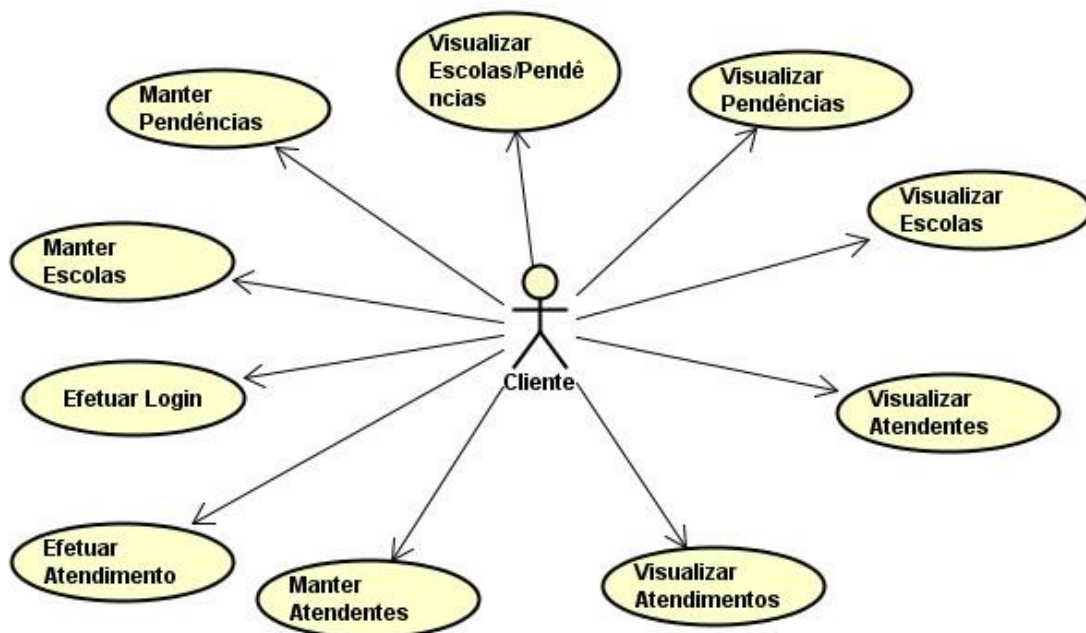 Visualizar
Escolas/Pendê
ncias
Visualizar
Pendências
Manter
Pendências
Visualizar
Escolas
Manter
Escolas
Cliente
Efetuar Login
Visualizar
Atendentes
Efetuar
Atendimento
Manter
Atendentes
Visualizar
Atendimentos